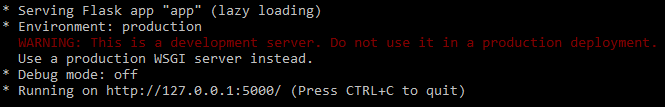 * Serving Flask app "app" (lazy loading)
* Environment: production
WARNING: This is a development server. Do not use it in a production deployment.
Use a production WSGI server instead.
* Debug mode: off
* Running on http://127.0.0.1:5000/ (Press CTRL+C to quit)